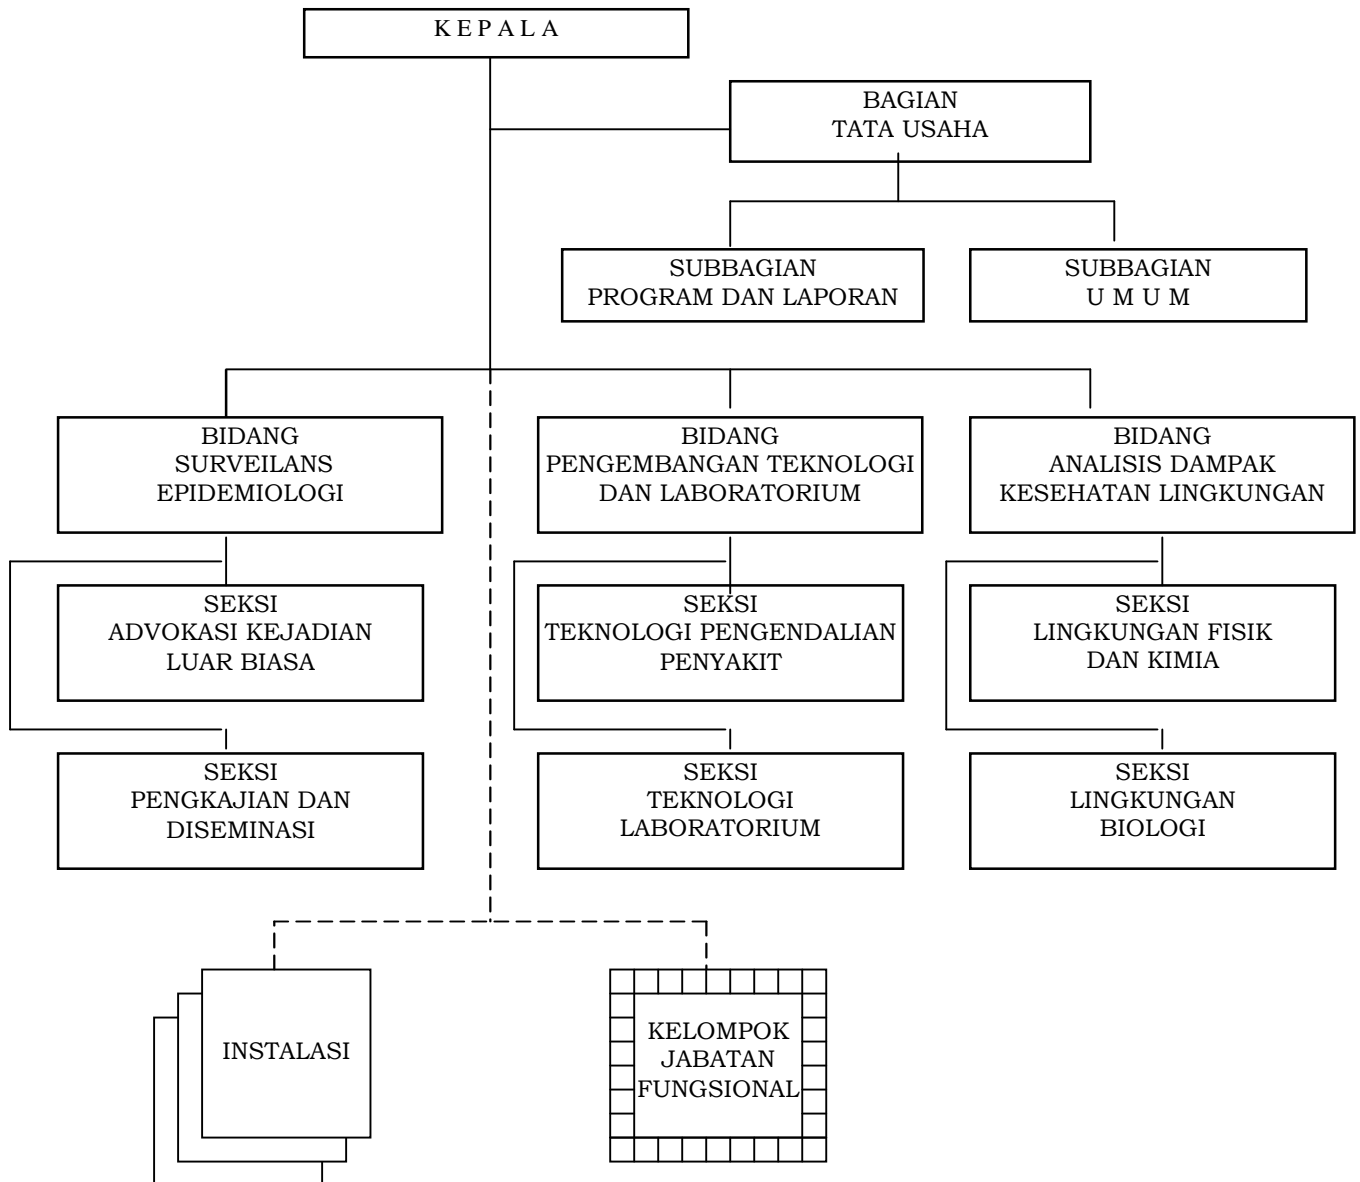 K E P A L A
BAGIAN
TATA USAHA
SUBBAGIAN
PROGRAM DAN LAPORAN
SUBBAGIAN
U M U M
BIDANG
SURVEILANS
EPIDEMIOLOGI
BIDANG
PENGEMBANGAN TEKNOLOGI
DAN LABORATORIUM
BIDANG
ANALISIS DAMPAK
KESEHATAN LINGKUNGAN
SEKSI
ADVOKASI KEJADIAN
LUAR BIASA
SEKSI
TEKNOLOGI PENGENDALIAN
PENYAKIT
SEKSI
LINGKUNGAN FISIK
DAN KIMIA
SEKSI
PENGKAJIAN DAN
DISEMINASI
SEKSI
TEKNOLOGI
LABORATORIUM
SEKSI
LINGKUNGAN
BIOLOGI
INSTALASI
KELOMPOK
JABATAN
FUNGSIONAL